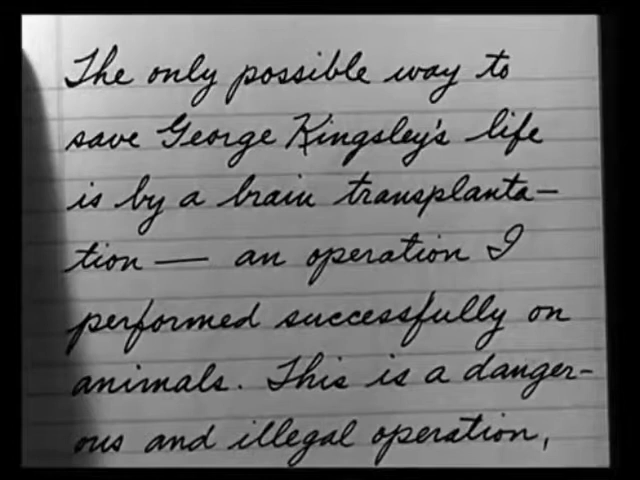 The only possible way to
save George Kingsley's life
is by a brain transplanta-
tion — an operation I
performed successfully on
animals. This is a danger-
ous and illegal operation,